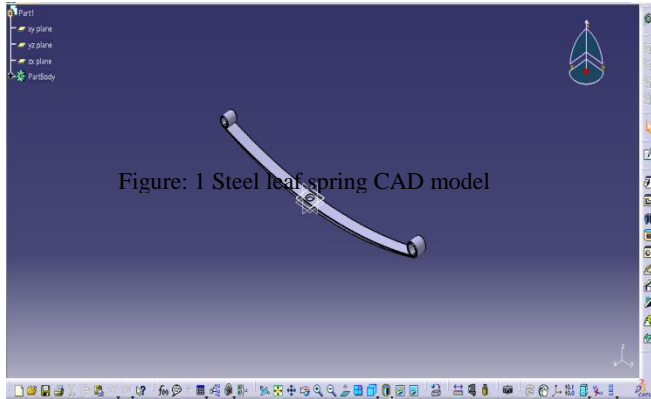 Part1
xy plane
yz plane
zx plane
PartBody
Figure: 1 Steel leaf spring CAD model